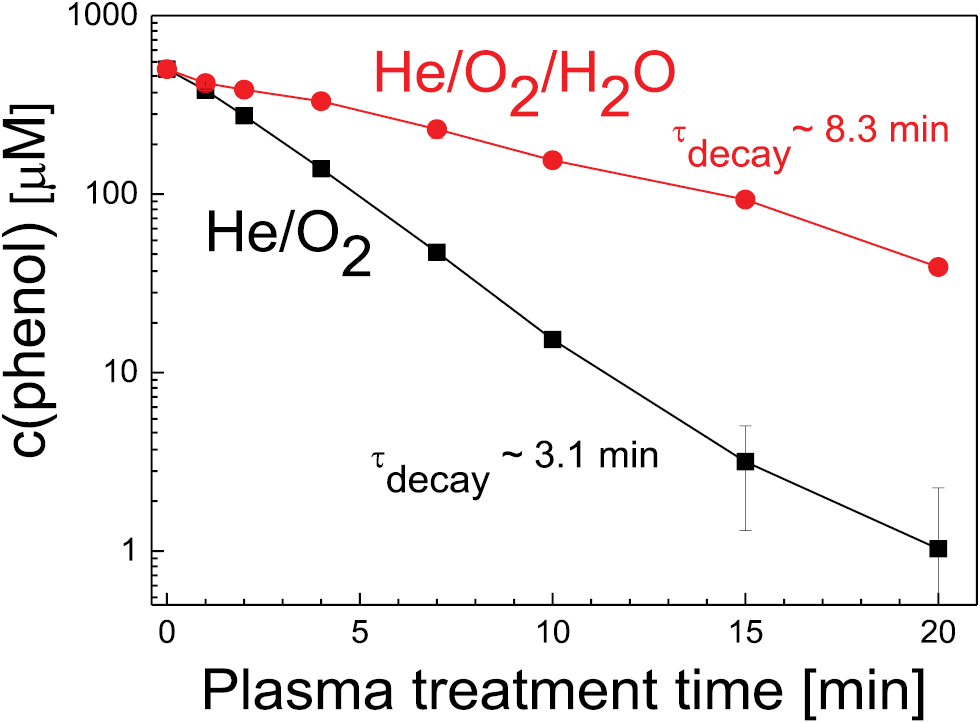 1000
100
10
1
c(phenol) [μM]
He/O₂/H₂O
τdecay ~ 8.3 min
He/O₂
τdecay ~ 3.1 min
0 5 10 15 20
Plasma treatment time [min]